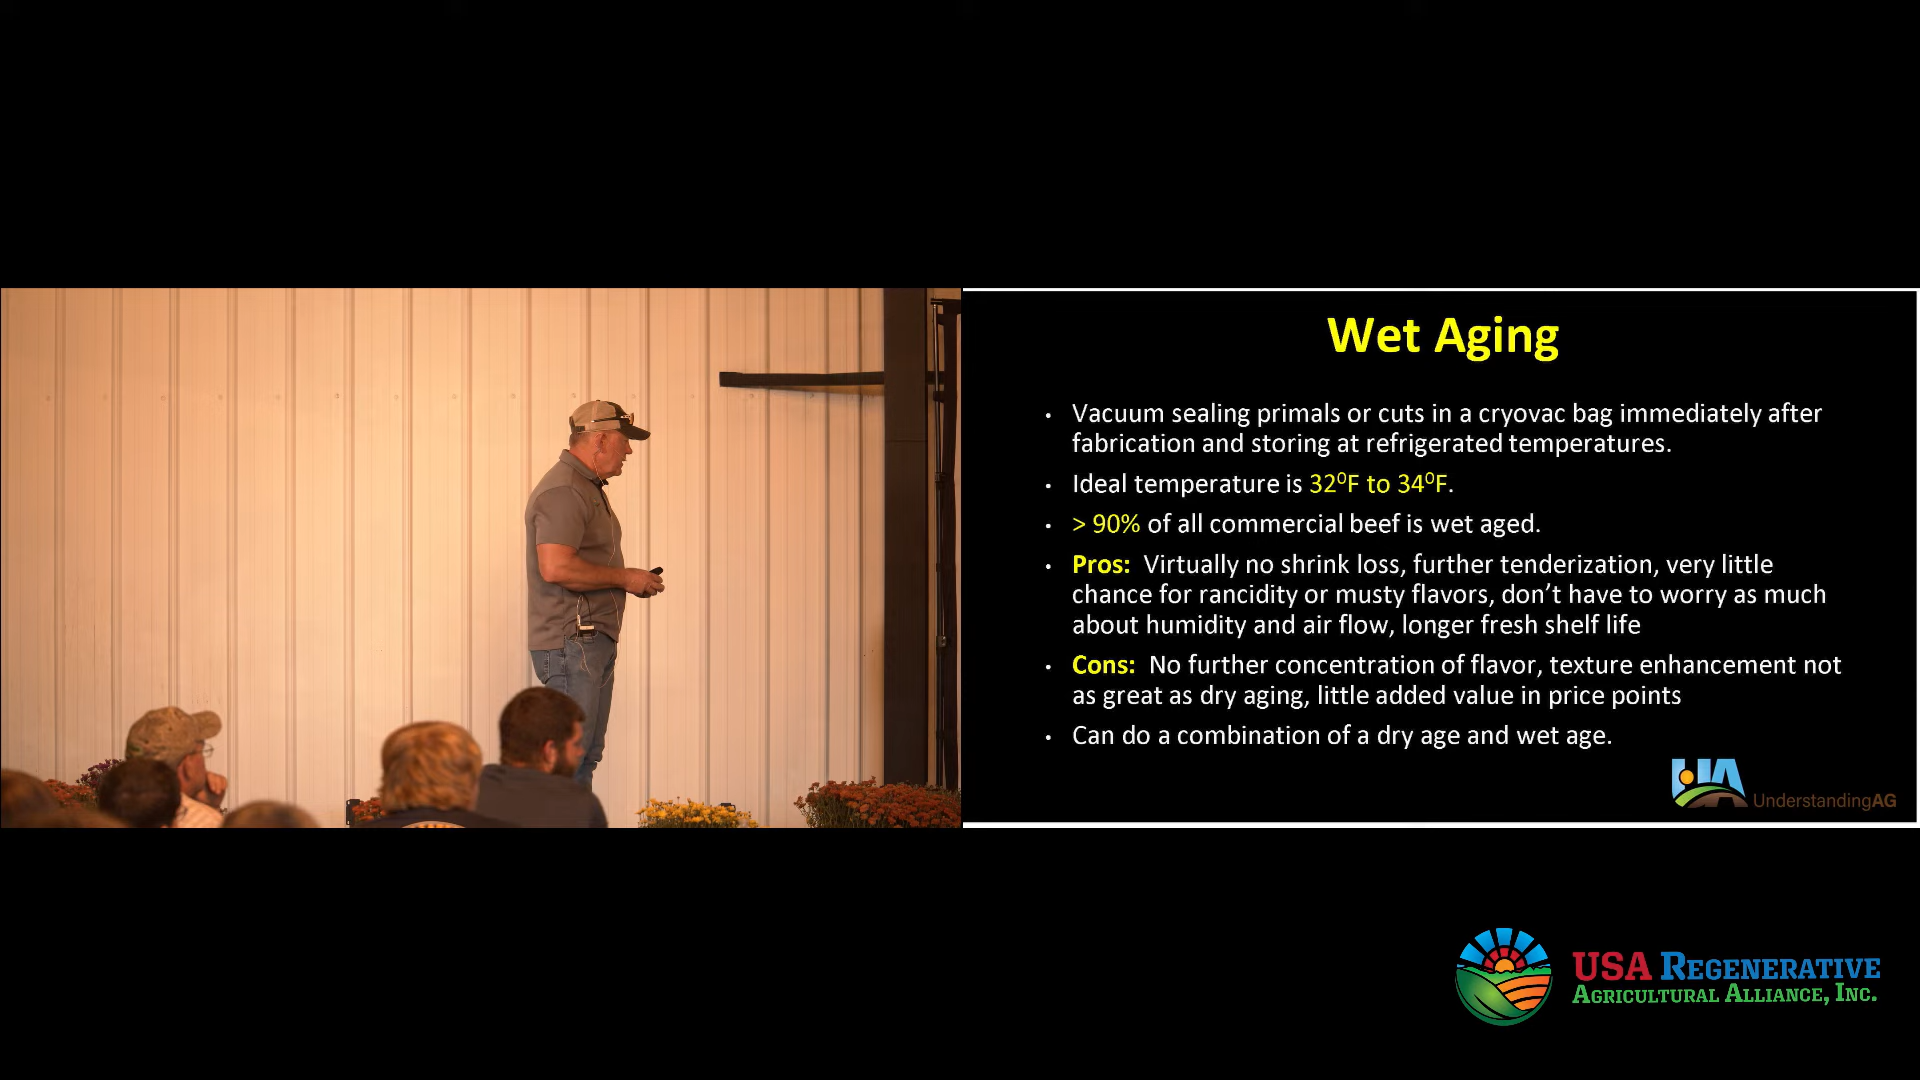 Wet Aging
• Vacuum sealing primals or cuts in a cryovac bag immediately after
fabrication and storing at refrigerated temperatures.
• Ideal temperature is 32⁰F to 34⁰F.
• > 90% of all commercial beef is wet aged.
• Pros: Virtually no shrink loss, further tenderization, very little
chance for rancidity or musty flavors, don’t have to worry as much
about humidity and air flow, longer fresh shelf life
• Cons: No further concentration of flavor, texture enhancement not
as great as dry aging, little added value in price points
• Can do a combination of a dry age and wet age.
UA
UnderstandingAG
USA REGENERATIVE
AGRICULTURAL ALLIANCE, INC.